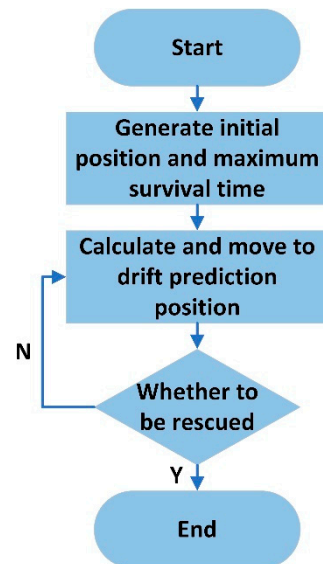 Start
Generate initial
position and maximum
survival time
Calculate and move to
drift prediction
position
N
Whether to
be rescued
Y
End